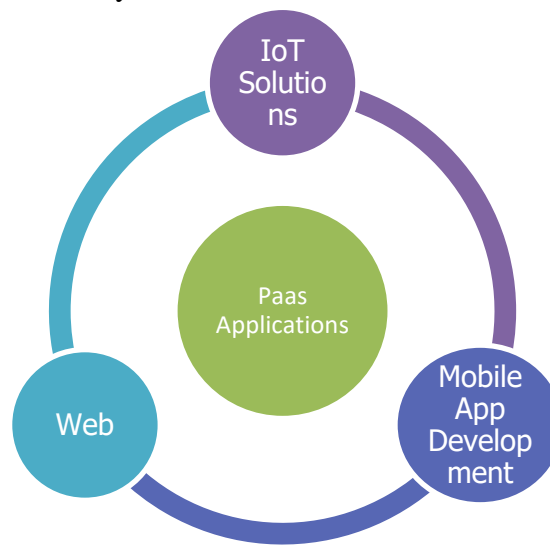 IoT
Solutio
ns
Paas
Applications
Web
Mobile
App
Develop
ment